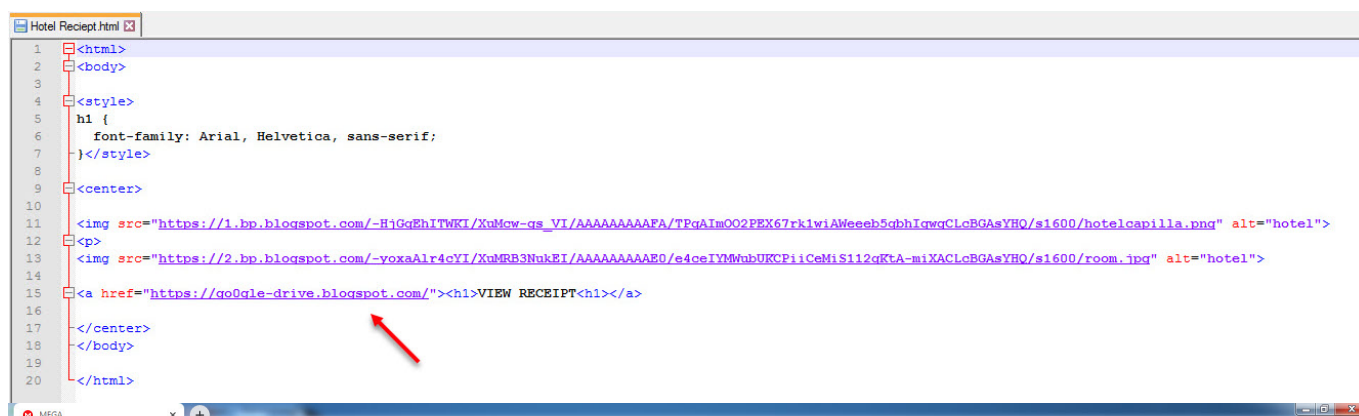 Hotel Reciept.html
1 <html>
2 <body>
3
4 <style>
5 h1 {
6 font-family: Arial, Helvetica, sans-serif;
7 }</style>
8
9 <center>
10
11 <img src="https://1.bp.blogspot.com/-HjGqEhITWKI/XuMcw-gs_VI/AAAAAAAAAFA/TPqAImOO2PEX67rk1wiAWeeeb5qbhIqwqCLcBGAsYHQ/s1600/hotelcapilla.png" alt="hotel">
12 <p>
13 <img src="https://2.bp.blogspot.com/-yoxaAlr4cYI/XuMRB3NukEI/AAAAAAAAAE0/e4ceIYMWubUKCPiiCeMiS112qKtA-miXACLcBGAsYHQ/s1600/room.jpg" alt="hotel">
14
15 <a href="https://go0gle-drive.blogspot.com/"><h1>VIEW RECEIPT<h1></a>
16
17 </center>
18 </body>
19
20 </html>
MEGA